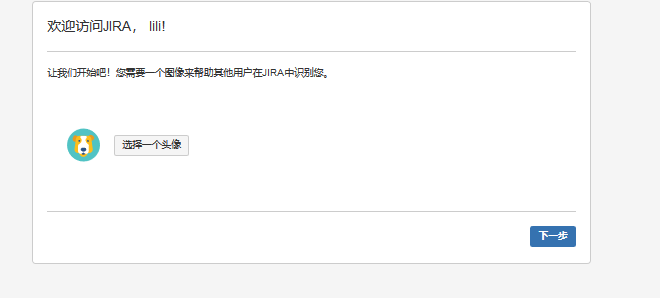 欢迎访问JIRA， lili！
让我们开始吧！您需要一个图像来帮助其他用户在JIRA中识别您。
选择一个头像
下一步